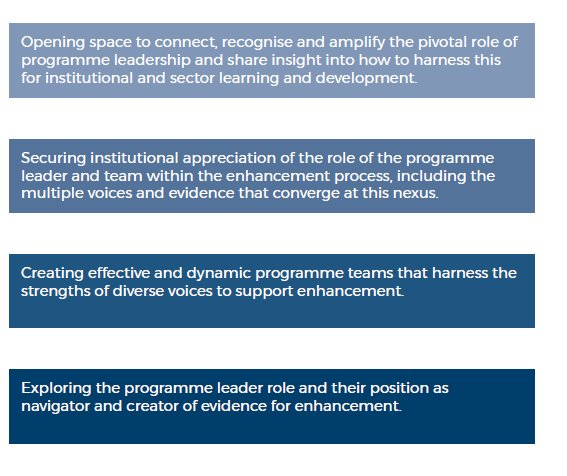 Opening space to connect, recognise and amplify the pivotal role of
programme leadership and share insight into how to harness this
for institutional and sector learning and development.
Securing institutional appreciation of the role of the programme
leader and team within the enhancement process, including the
multiple voices and evidence that converge at this nexus.
Creating effective and dynamic programme teams that harness the
strengths of diverse voices to support enhancement.
Exploring the programme leader role and their position as
navigator and creator of evidence for enhancement.